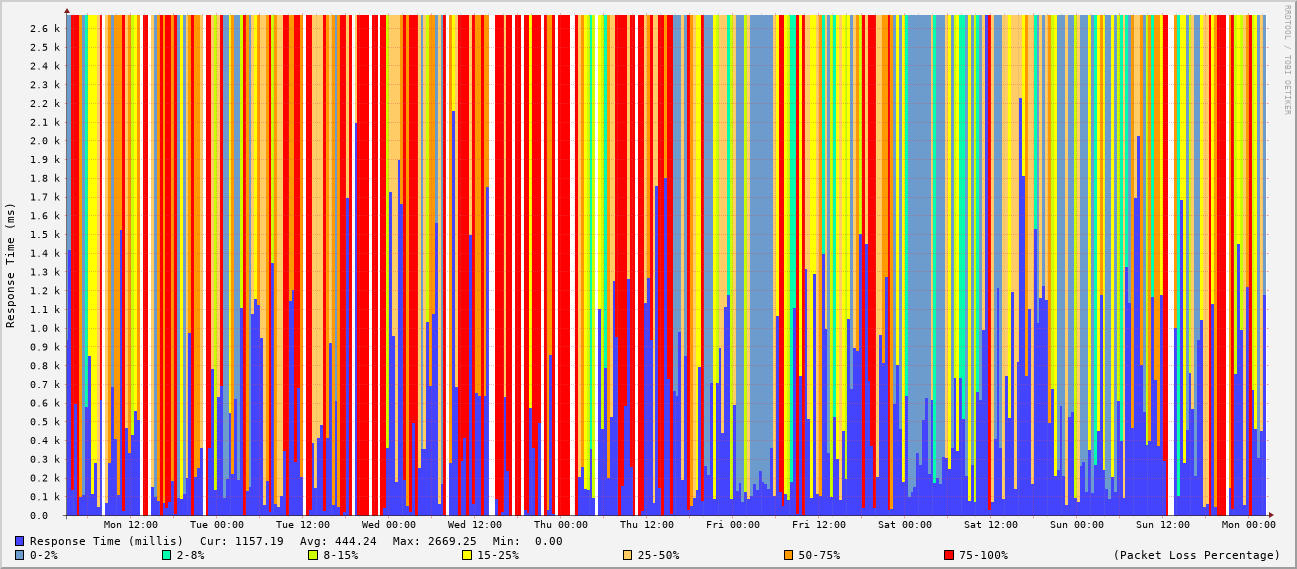 RRDTOOL / TOBI OETIKER
Response Time (ms)
2.6 k
2.5 k
2.4 k
2.3 k
2.2 k
2.1 k
2.0 k
1.9 k
1.8 k
1.7 k
1.6 k
1.5 k
1.4 k
1.3 k
1.2 k
1.1 k
1.0 k
0.9 k
0.8 k
0.7 k
0.6 k
0.5 k
0.4 k
0.3 k
0.2 k
0.1 k
0.0
Mon 12:00 Tue 00:00 Tue 12:00 Wed 00:00 Wed 12:00 Thu 00:00 Thu 12:00 Fri 00:00 Fri 12:00 Sat 00:00 Sat 12:00 Sun 00:00 Sun 12:00 Mon 00:00
Response Time (millis) Cur: 1157.19 Avg: 444.24 Max: 2669.25 Min: 0.00
0-2% 2-8% 8-15% 15-25% 25-50% 50-75% 75-100% (Packet Loss Percentage)